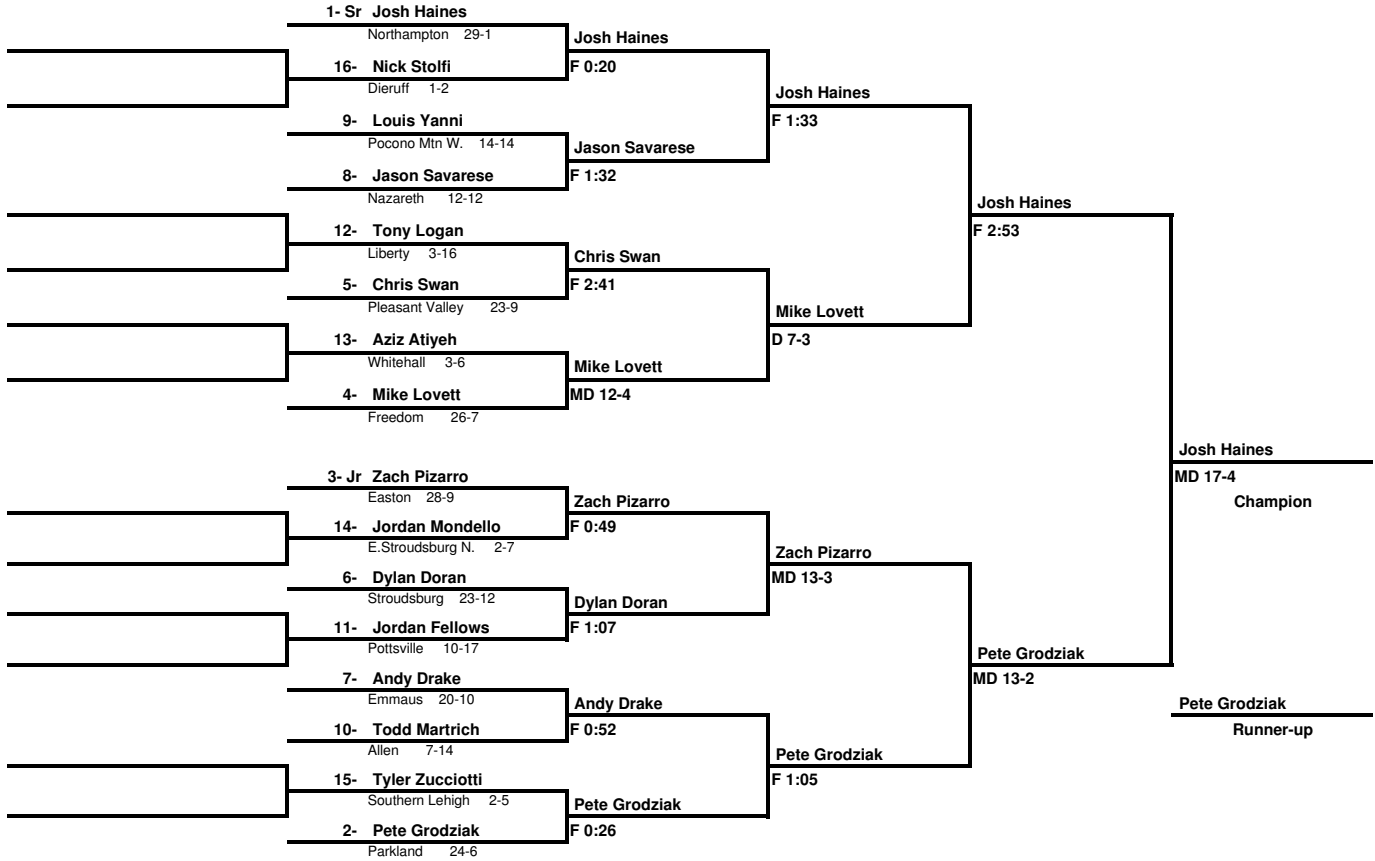 1- Sr Josh Haines
Northampton 29-1
Josh Haines
16- Nick Stolfi
F 0:20
Dieruff 1-2
Josh Haines
9- Louis Yanni
F 1:33
Pocono Mtn W. 14-14
Jason Savarese
8- Jason Savarese
F 1:32
Nazareth 12-12
Josh Haines
12- Tony Logan
F 2:53
Liberty 3-16
Chris Swan
5- Chris Swan
F 2:41
Pleasant Valley 23-9
Mike Lovett
13- Aziz Atiyeh
D 7-3
Whitehall 3-6
Mike Lovett
4- Mike Lovett
MD 12-4
Freedom 26-7
Josh Haines
3- Jr Zach Pizarro
MD 17-4
Easton 28-9
Zach Pizarro
Champion
14- Jordan Mondello
F 0:49
E.Stroudsburg N. 2-7
Zach Pizarro
6- Dylan Doran
MD 13-3
Stroudsburg 23-12
Dylan Doran
11- Jordan Fellows
F 1:07
Pottsville 10-17
Pete Grodziak
7- Andy Drake
MD 13-2
Emmaus 20-10
Andy Drake
Pete Grodziak
10- Todd Martrich
F 0:52
Runner-up
Allen 7-14
Pete Grodziak
15- Tyler Zucciotti
F 1:05
Southern Lehigh 2-5
Pete Grodziak
2- Pete Grodziak
F 0:26
Parkland 24-6